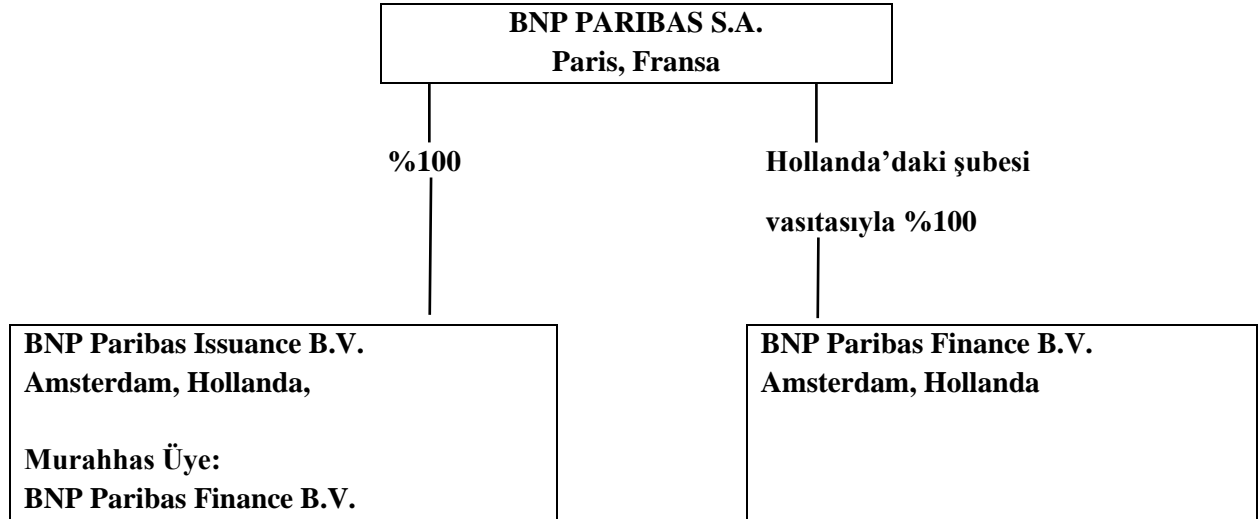 BNP PARIBAS S.A.
Paris, Fransa
%100
Hollanda’daki şubesi
vasıtasıyla %100
BNP Paribas Issuance B.V.
Amsterdam, Hollanda,
Murahhas Üye:
BNP Paribas Finance B.V.
BNP Paribas Finance B.V.
Amsterdam, Hollanda